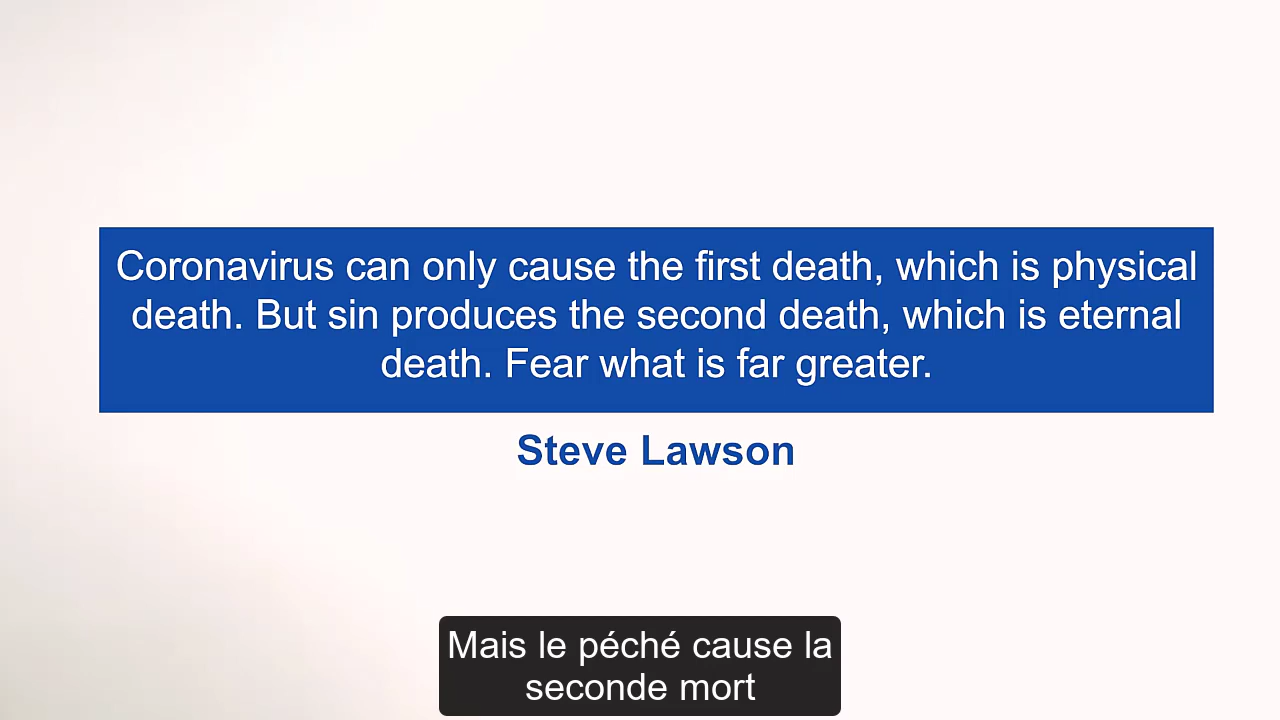 Coronavirus can only cause the first death, which is physical
death. But sin produces the second death, which is eternal
death. Fear what is far greater.
Steve Lawson
Mais le péché cause la
seconde mort